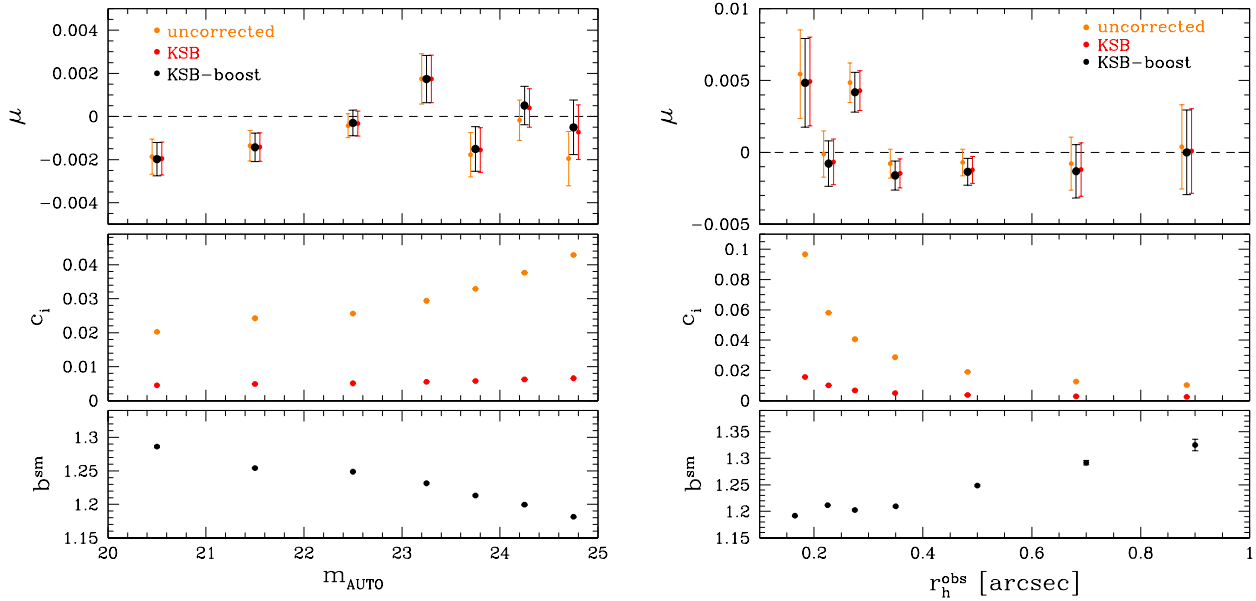 0.004
0.002
0
−0.002
−0.004
μ
uncorrected
KSB
KSB−boost
0.04
0.03
0.02
0.01
0
c_i
1.3
1.25
1.2
1.15
b^sm
20 21 22 23 24 25
m_AUTO
0.01
0.005
0
−0.005
μ
uncorrected
KSB
KSB−boost
0.1
0.08
0.06
0.04
0.02
0
c_i
1.35
1.3
1.25
1.2
1.15
b^sm
0.2 0.4 0.6 0.8 1
r_h^obs [arcsec]